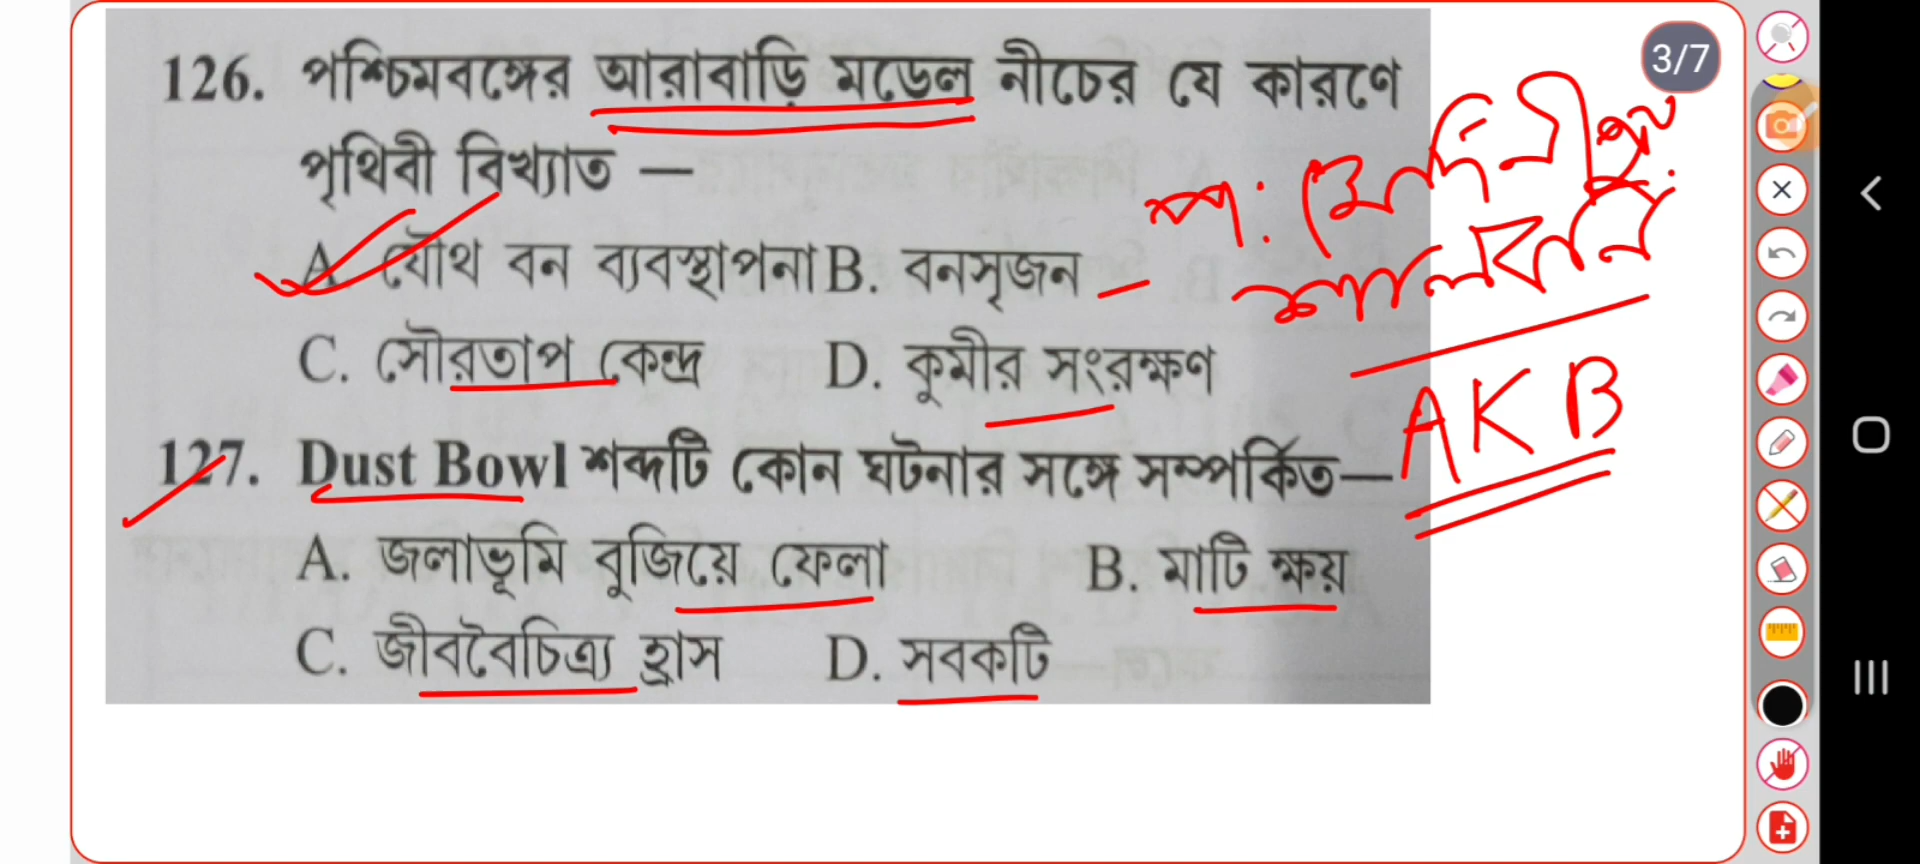 126. পশ্চিমবঙ্গের আরাবাড়ি মডেল নীচের যে কারণে
পৃথিবী বিখ্যাত —
A. যৌথ বন ব্যবস্থাপনা B. বনসৃজন
C. সৌরতাপ কেন্দ্র D. কুমীর সংরক্ষণ
127. Dust Bowl শব্দটি কোন ঘটনার সঙ্গে সম্পর্কিত—
A. জলাভূমি বুজিয়ে ফেলা B. মাটি ক্ষয়
C. জীববৈচিত্র্য হ্রাস D. সবকটি
3/7
প: মেদিনীপুর
AKB